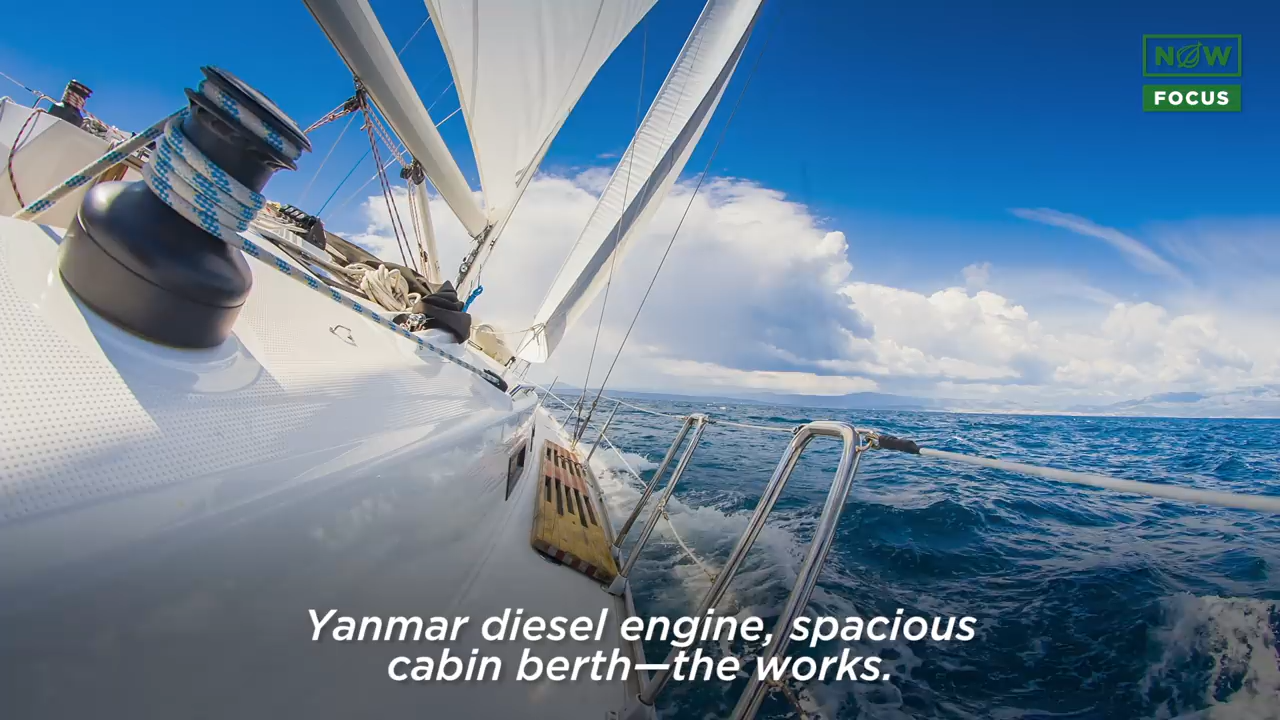 NOW
FOCUS
Yanmar diesel engine, spacious
cabin berth—the works.